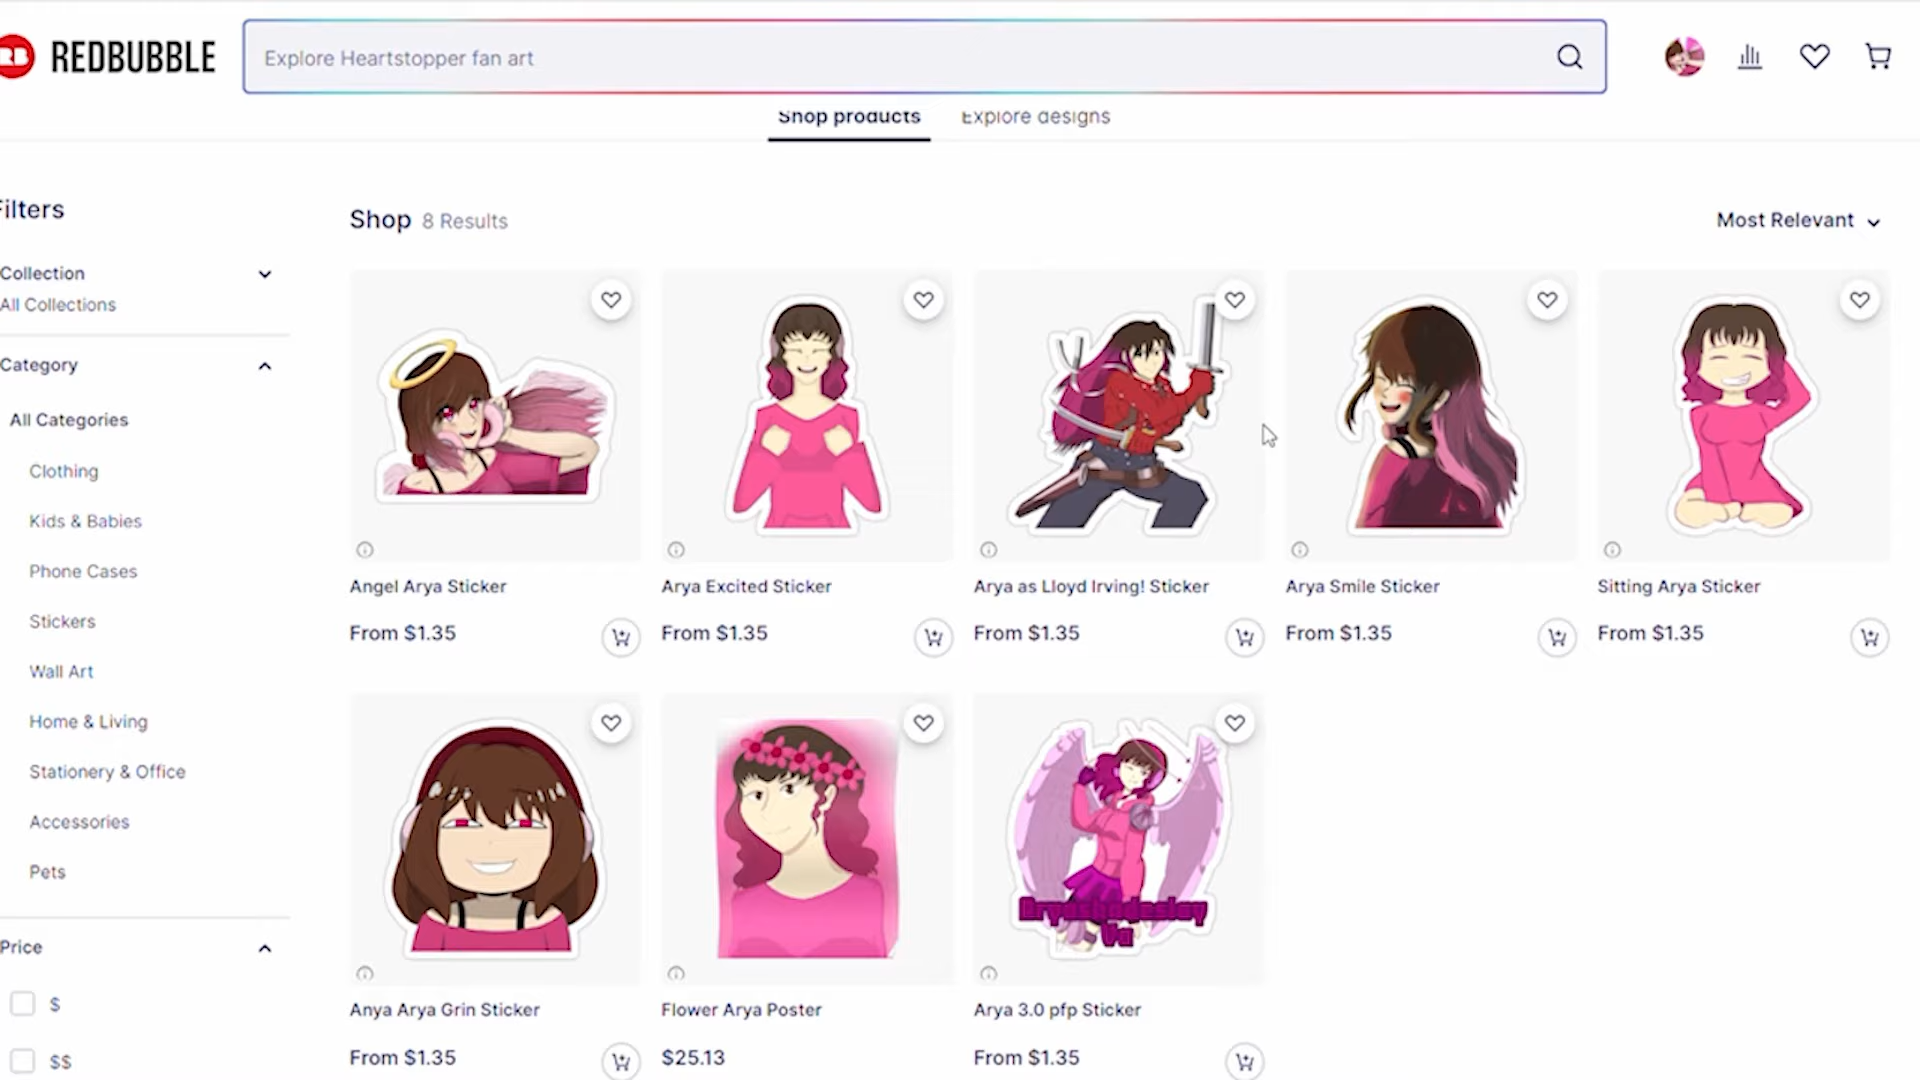 RB REDBUBBLE
Explore Heartstopper fan art
Shop products
Explore designs
Filters
Shop 8 Results
Most Relevant
Collection
All Collections
Category
All Categories
Clothing
Kids & Babies
Phone Cases
Stickers
Wall Art
Home & Living
Stationery & Office
Accessories
Pets
Price
$
$$
Angel Arya Sticker
From $1.35
Arya Excited Sticker
From $1.35
Arya as Lloyd Irving! Sticker
From $1.35
Arya Smile Sticker
From $1.35
Sitting Arya Sticker
From $1.35
Anya Arya Grin Sticker
From $1.35
Flower Arya Poster
$25.13
Va
Arya 3.0 pfp Sticker
From $1.35